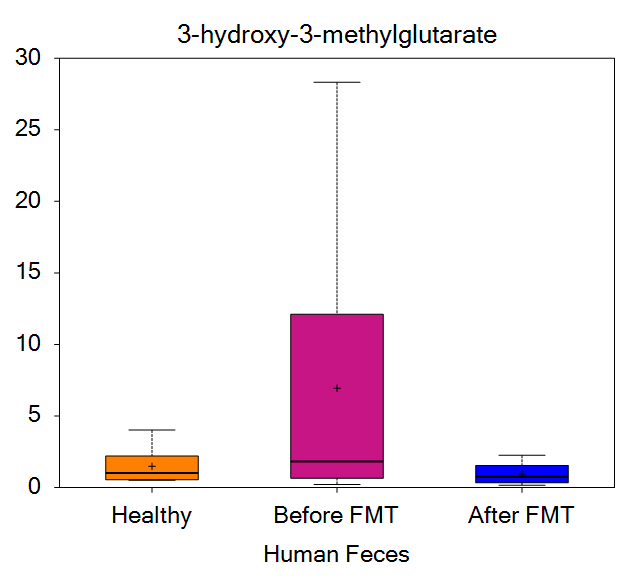 3-hydroxy-3-methylglutarate
30
25
20
15
10
5
0
Healthy Before FMT After FMT
Human Feces